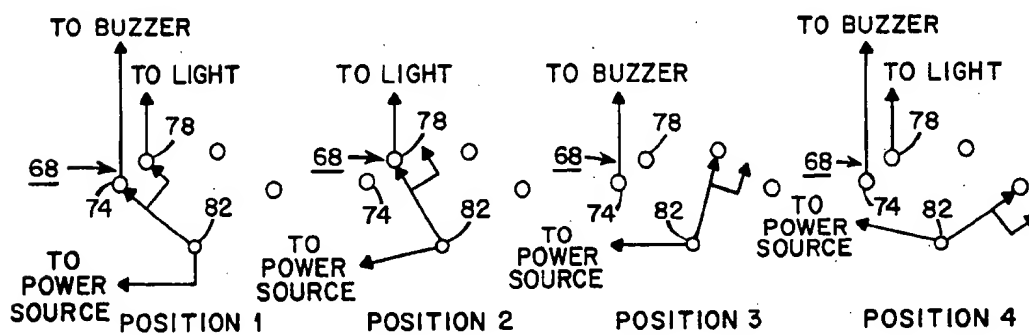 TO BUZZER
TO LIGHT
78
68
74
82
TO
POWER
SOURCE
POSITION 1
TO LIGHT
78
68
74
82
TO
POWER
SOURCE
POSITION 2
TO BUZZER
78
68
74
82
TO
POWER
SOURCE
POSITION 3
TO BUZZER
TO LIGHT
78
68
74
82
TO
POWER
SOURCE
POSITION 4